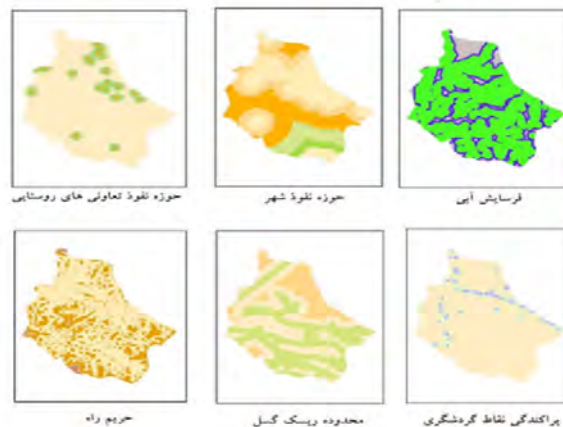 فرسایش آبی
حوزه نفوذ شهر
حوزه نفوذ تعاونی های روستایی
پراکندگی نقاط گردشگری
محدوده ریسک گسل
حریم راه